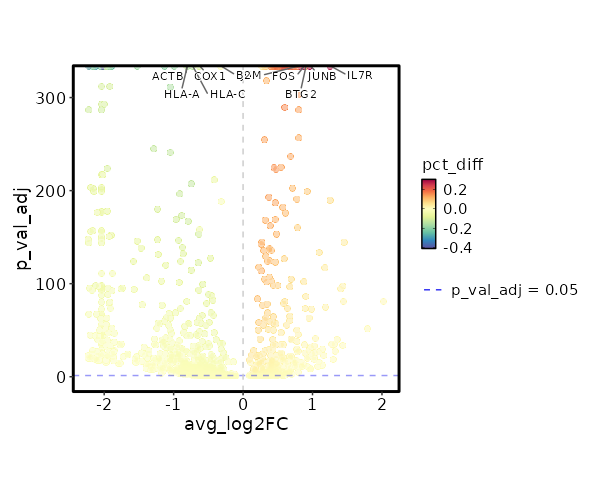 ACTB COX1 B2M FOS JUNB IL7R
HLA-A HLA-C BTG2
300
200
100
0
-2 -1 0 1 2
avg_log2FC
p_val_adj
pct_diff
0.2
0.0
-0.2
-0.4
p_val_adj = 0.05